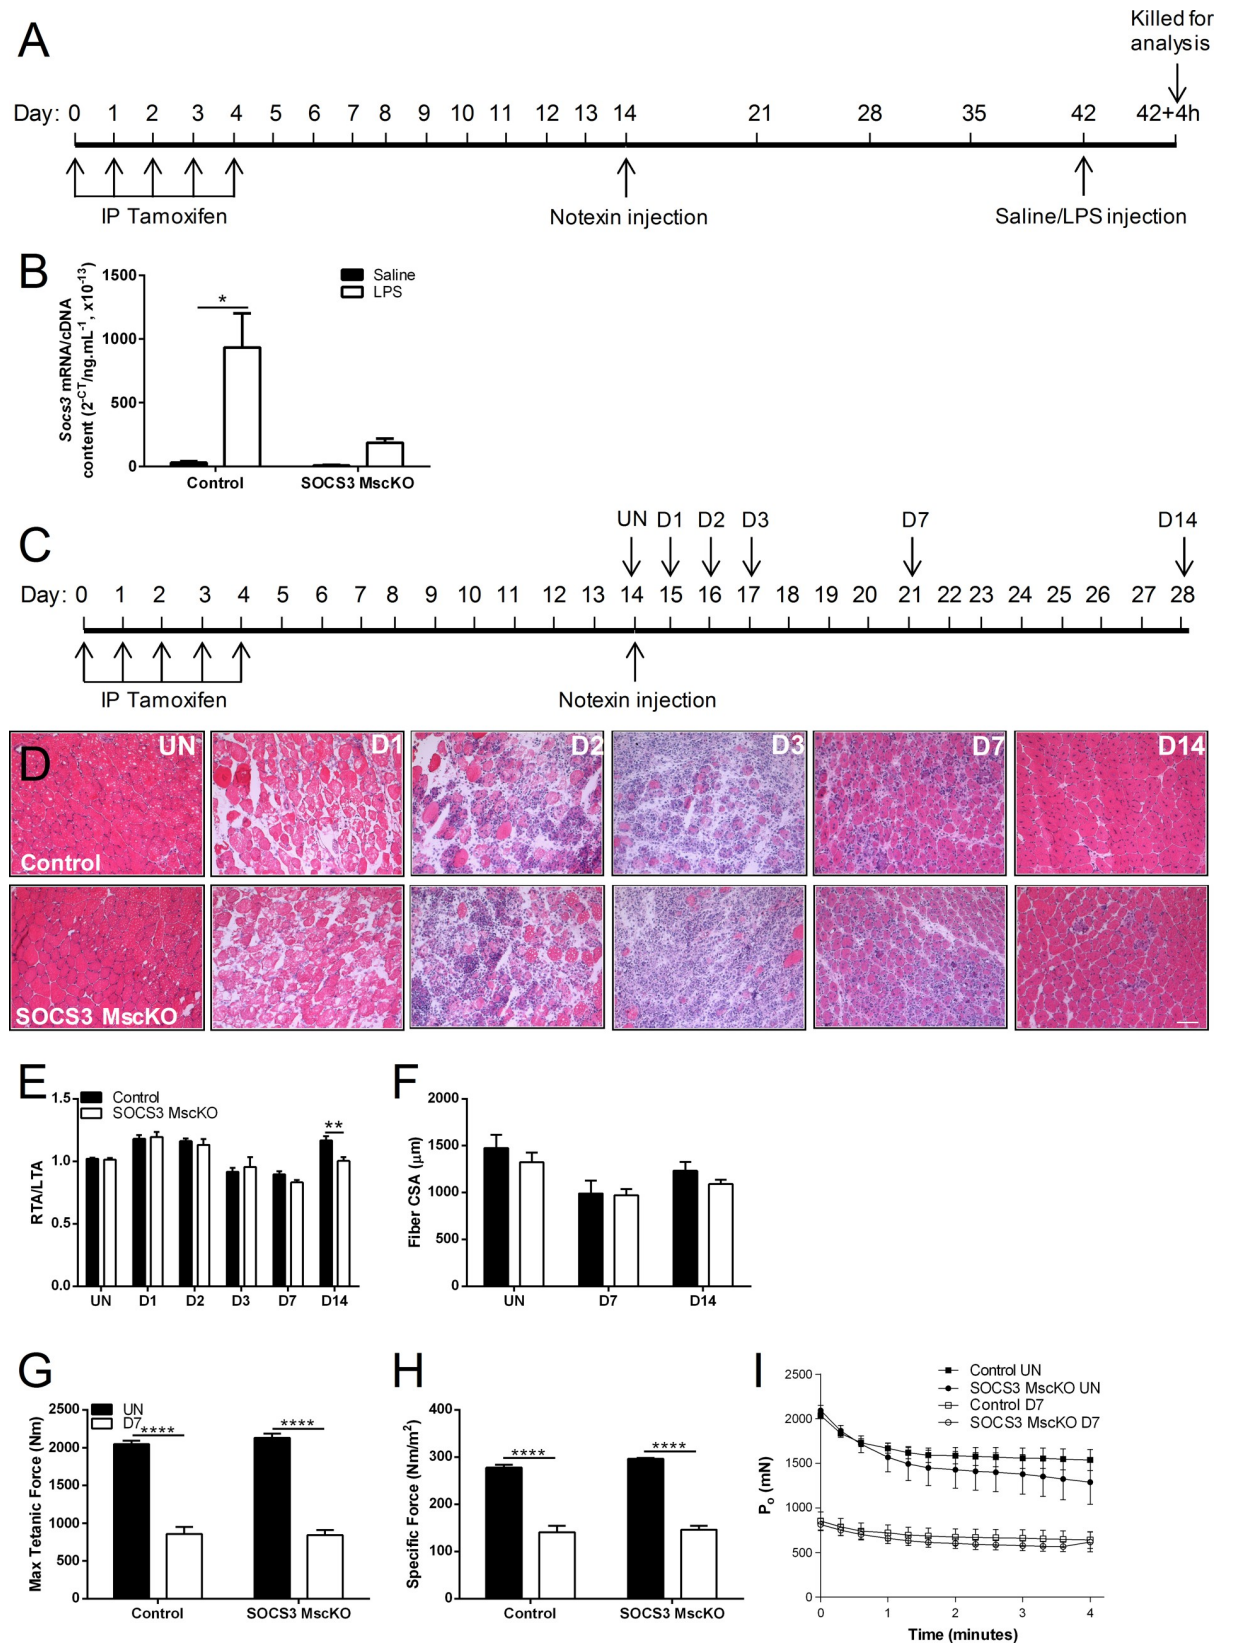 A
Killed for
analysis
Day: 0 1 2 3 4 5 6 7 8 9 10 11 12 13 14 21 28 35 42 42+4h
IP Tamoxifen
Notexin injection
Saline/LPS injection
B
Socs3 mRNA/cDNA
content (2-CT/ng.mL-1, x10-13)
1500
1000
500
0
Saline
LPS
*
Control
SOCS3 MscKO
C
UN D1 D2 D3 D7 D14
Day: 0 1 2 3 4 5 6 7 8 9 10 11 12 13 14 15 16 17 18 19 20 21 22 23 24 25 26 27 28
IP Tamoxifen
Notexin injection
D
UN
D1
D2
D3
D7
D14
Control
SOCS3 MscKO
E
RTA/LTA
1.5
1.0
0.5
0.0
Control
SOCS3 MscKO
**
UN D1 D2 D3 D7 D14
F
Fiber CSA (μm)
2000
1500
1000
500
0
UN D7 D14
G
Max Tetanic Force (Nm)
2500
2000
1500
1000
500
0
UN
D7
****
****
Control
SOCS3 MscKO
H
Specific Force (Nm/m2)
400
300
200
100
0
****
****
Control
SOCS3 MscKO
I
Po (mN)
2500
2000
1500
1000
500
0
Control UN
SOCS3 MscKO UN
Control D7
SOCS3 MscKO D7
0 1 2 3 4
Time (minutes)